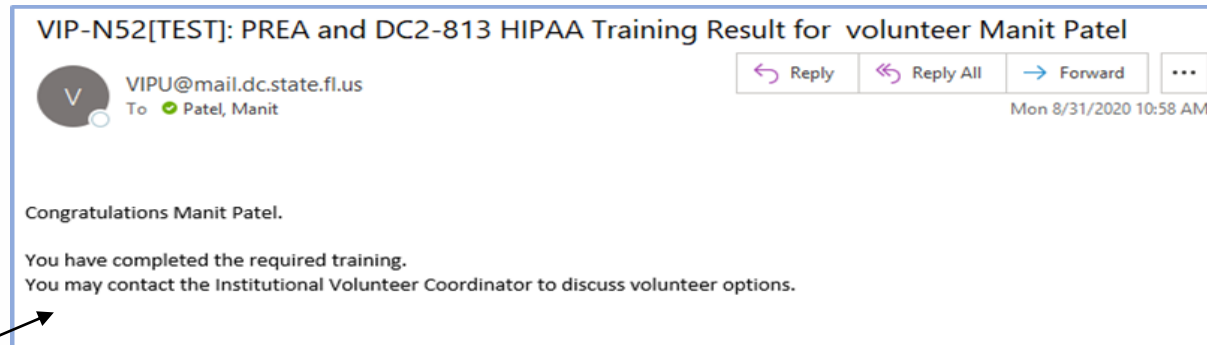 VIP-N52[TEST]: PREA and DC2-813 HIPAA Training Result for volunteer Manit Patel
Reply
Reply All
Forward
...
V
VIPU@mail.dc.state.fl.us
To Patel, Manit
Mon 8/31/2020 10:58 AM
Congratulations Manit Patel.
You have completed the required training.
You may contact the Institutional Volunteer Coordinator to discuss volunteer options.